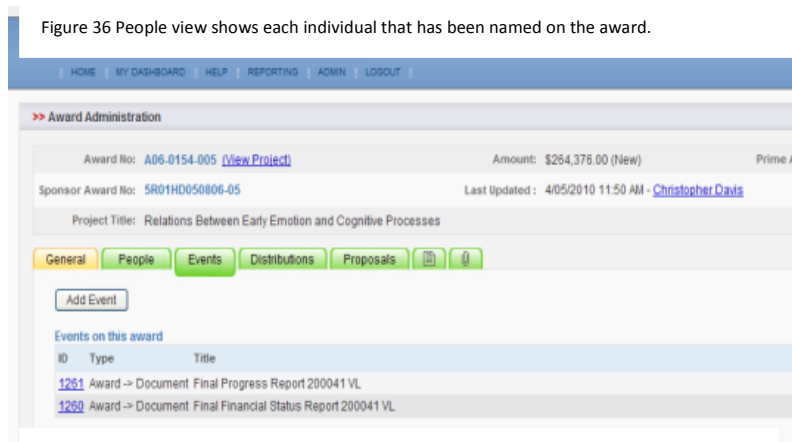 Figure 36 People view shows each individual that has been named on the award.
HOME | MY DASHBOARD | HELP | REPORTING | ADMIN | LOGOUT
>> Award Administration
Award No: A06-0154-005 (View Project) Amount: $264,376.00 (New) Prime A
Sponsor Award No: 5R01HD050806-05 Last Updated : 4/05/2010 11:50 AM - Christopher Davis
Project Title: Relations Between Early Emotion and Cognitive Processes
General People Events Distributions Proposals
Add Event
Events on this award
ID Type Title
1261 Award -> Document Final Progress Report 200041 VL
1260 Award -> Document Final Financial Status Report 200041 VL